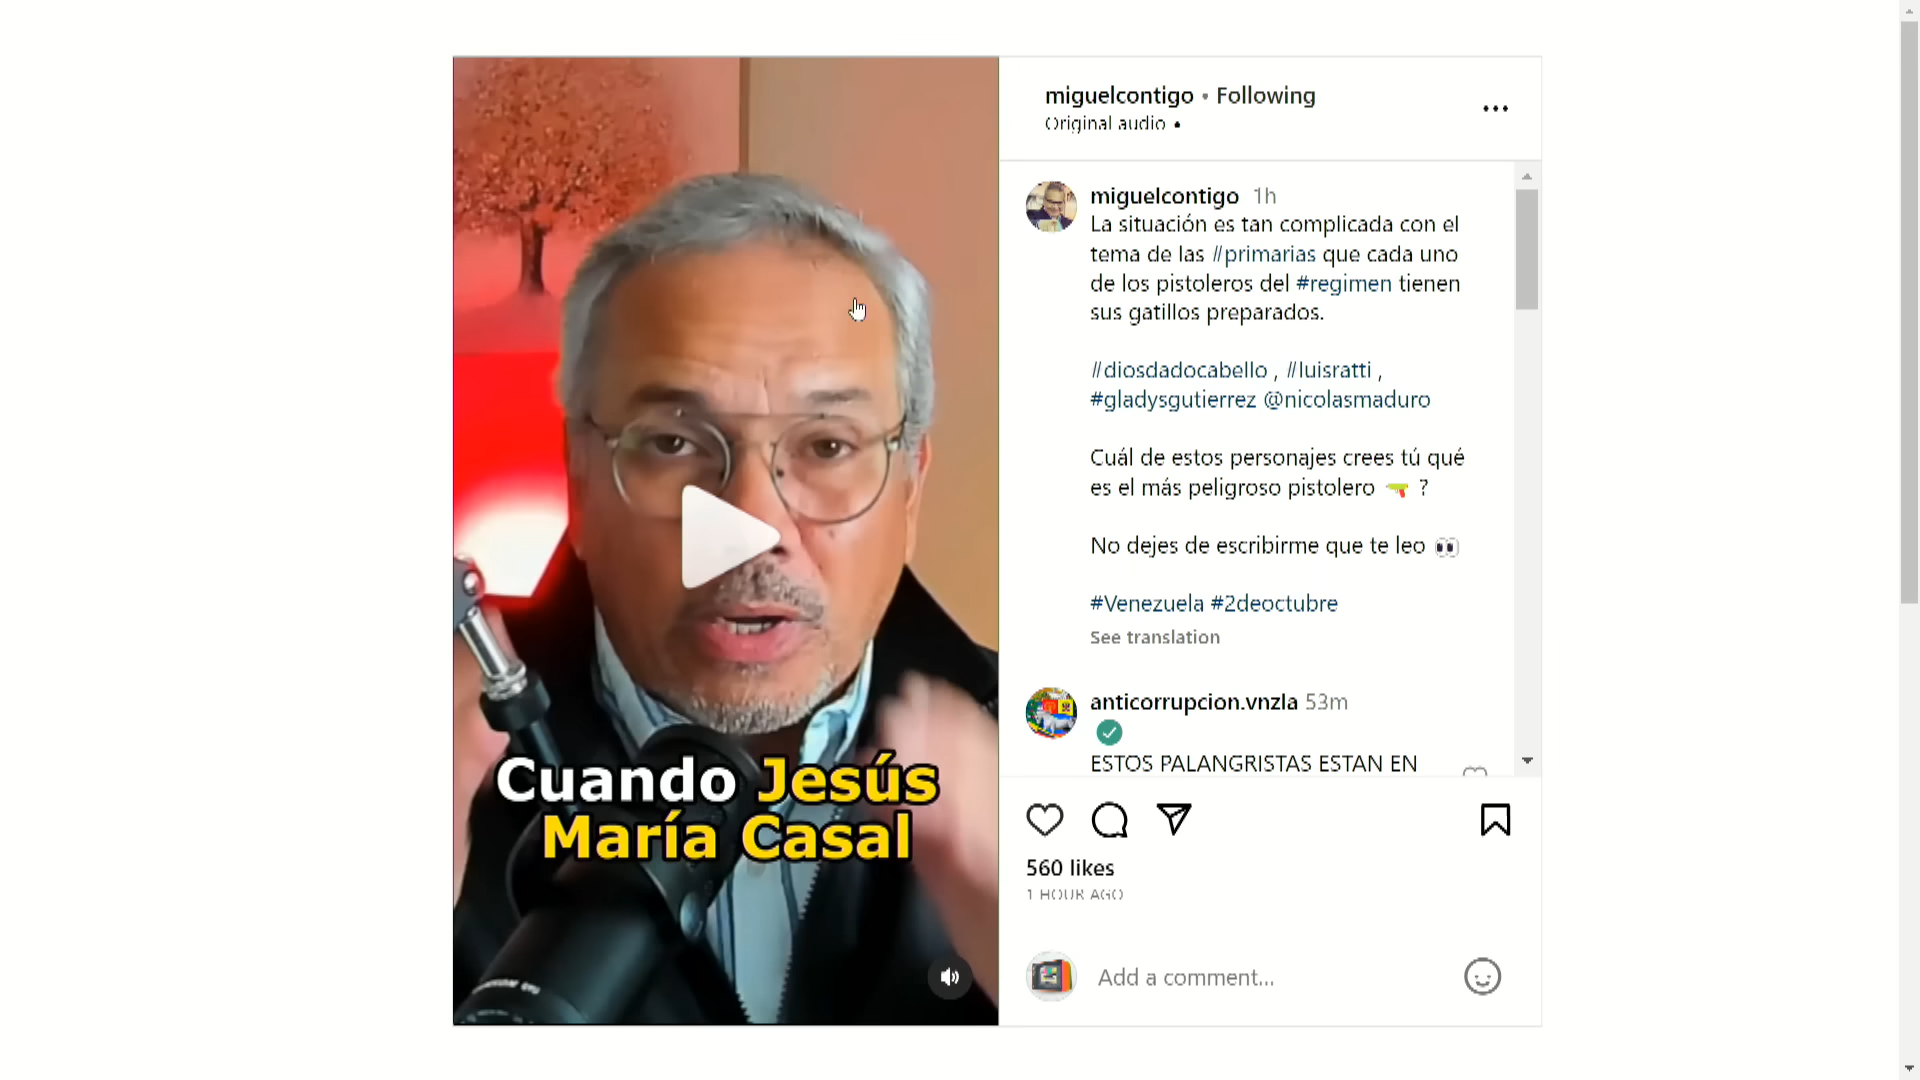 miguelcontigo • Following
Original audio •
miguelcontigo 1h
La situación es tan complicada con el
tema de las #primarias que cada uno
de los pistoleros del #regimen tienen
sus gatillos preparados.
#diosdadocabello , #luisratti ,
#gladysgutierrez @nicolasmaduro
Cuál de estos personajes crees tú qué
es el más peligroso pistolero 🔫 ?
No dejes de escribirme que te leo 👀
#Venezuela #2deoctubre
See translation
anticorrupcion.vnzla 53m
ESTOS PALANGRISTAS ESTAN EN
Cuando Jesús
María Casal
560 likes
1 HOUR AGO
Add a comment...